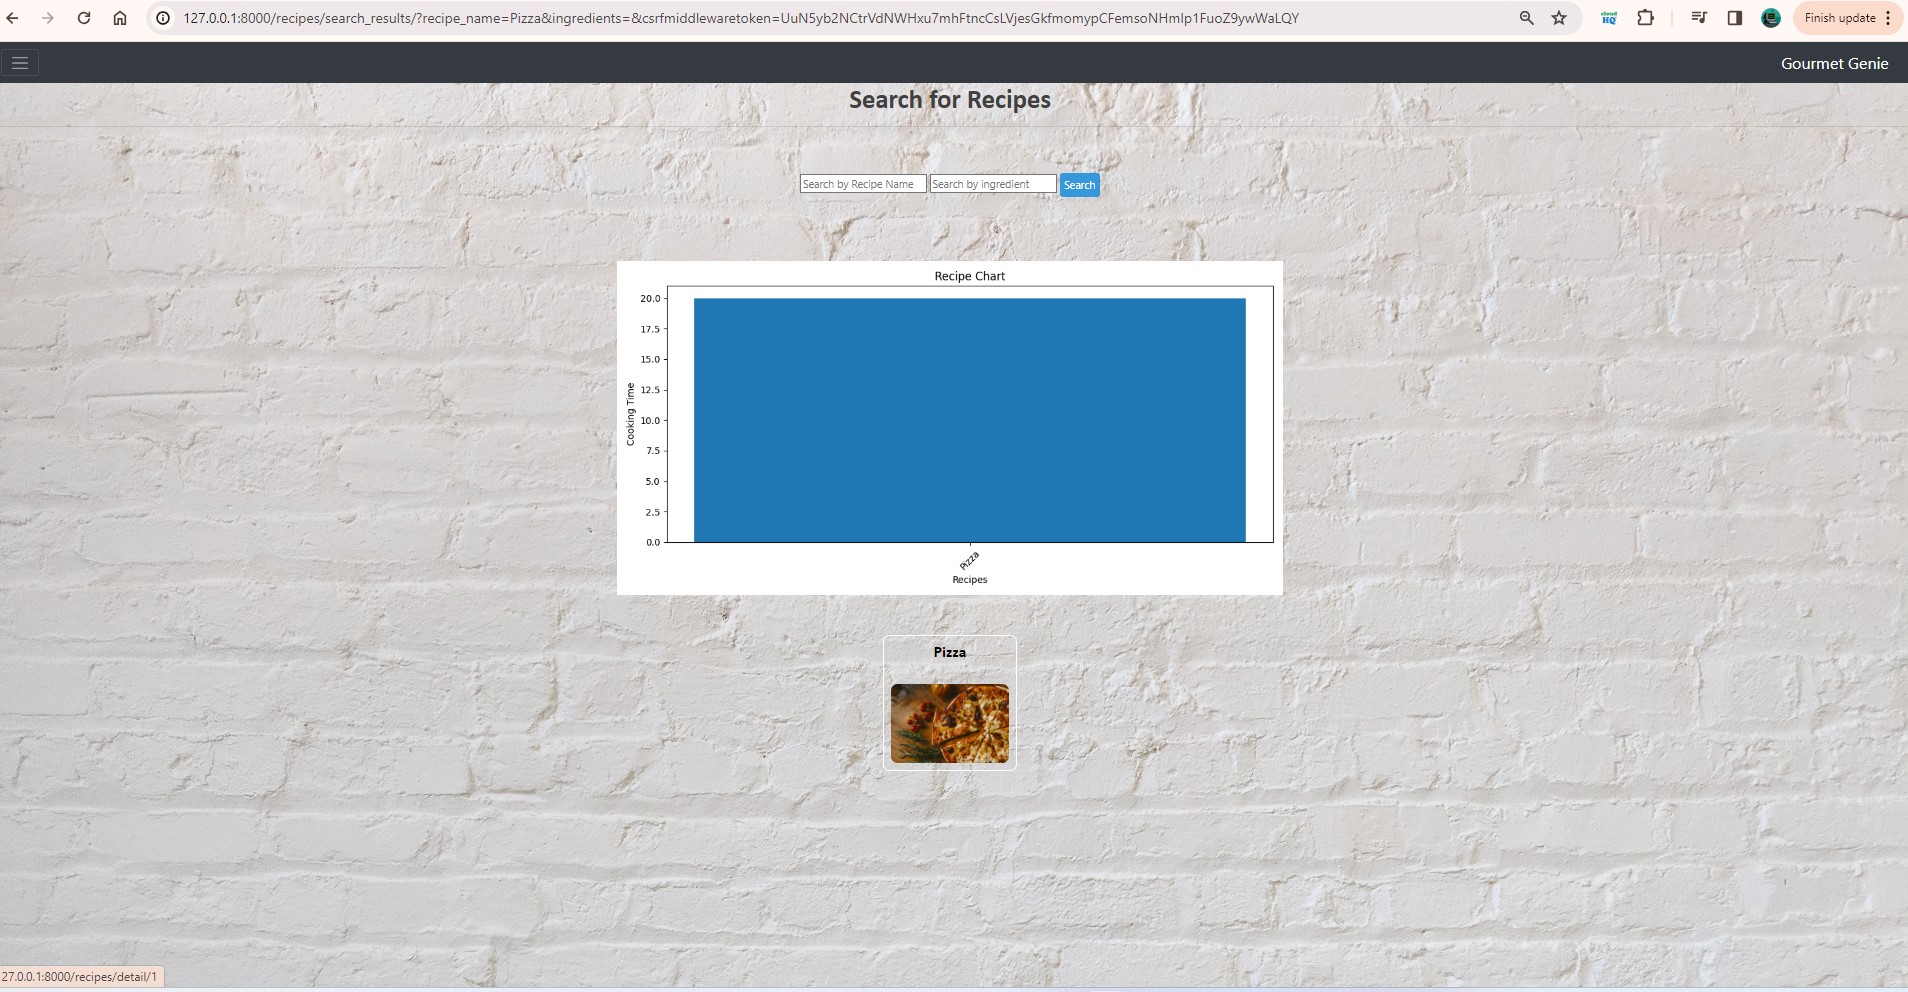 127.0.0.1:8000/recipes/search_results/?recipe_name=Pizza&ingredients=&csrfmiddlewaretoken=UuN5yb2NCtrVdNWHxu7mhFtncCsLVjesGkfmomypCFemsoNHmlp1FuoZ9ywWaLQY
cloud
HQ
Finish update
Gourmet Genie
Search for Recipes
Search by Recipe Name Search by ingredient Search
Recipe Chart
20.0
17.5
15.0
12.5
10.0
7.5
5.0
2.5
0.0
Cooking Time
Pizza
Recipes
Pizza
27.0.0.1:8000/recipes/detail/1